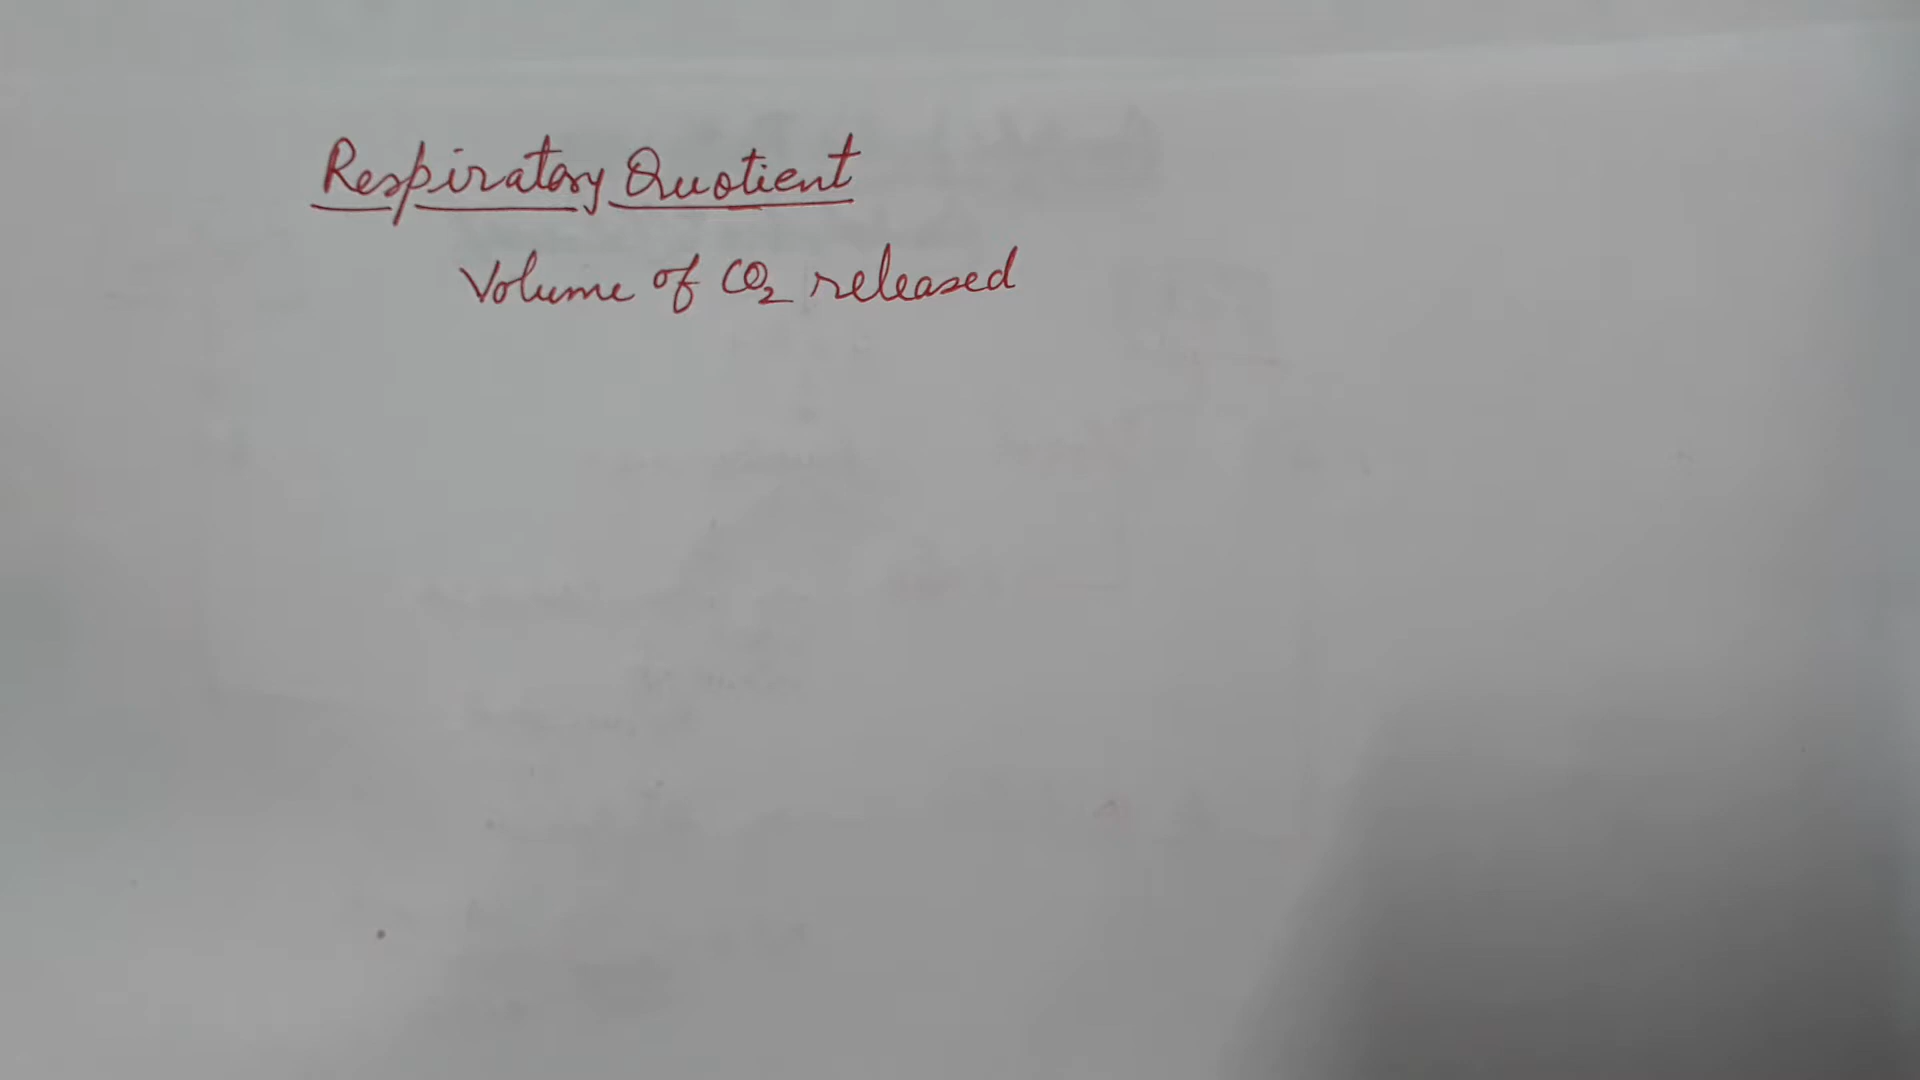 Respiratory Quotient
Volume of CO₂ released